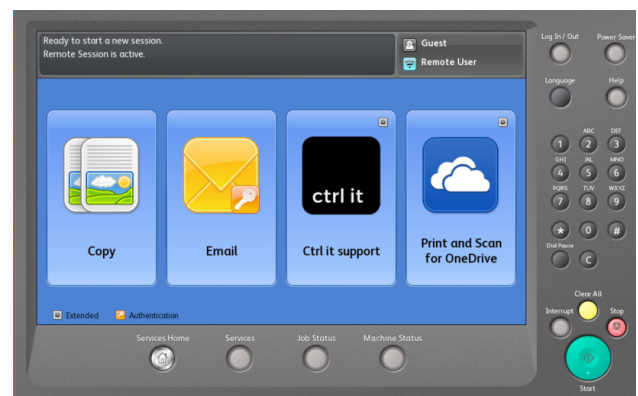 Ready to start a new session.
Remote Session is active.
Guest
Remote User
Copy
Email
ctrl it
Ctrl it support
Print and Scan
for OneDrive
Extended
Authentication
Services Home
Services
Job Status
Machine Status
Log In / Out
Power Saver
Language
Help
ABC
DEF
1
2
3
GHI
JKL
MNO
4
5
6
PQRS
TUV
WXYZ
7
8
9
*
0
#
Dial Pause
C
Clear All
Interrupt
Stop
Start